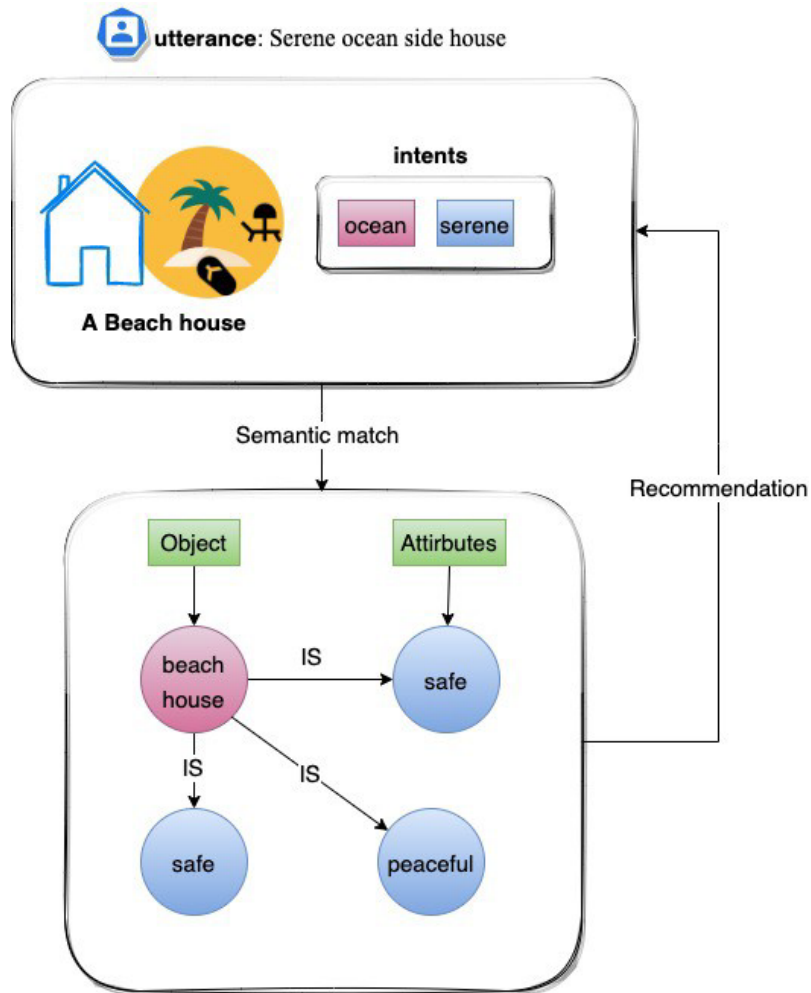 utterance: Serene ocean side house
intents
ocean serene
A Beach house
Semantic match
Recommendation
Object Attirbutes
beach
house
IS
safe
IS
IS
safe
peaceful